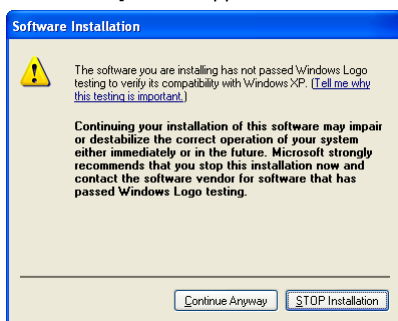 Software Installation
The software you are installing has not passed Windows Logo
testing to verify its compatibility with Windows XP. (Tell me why
this testing is important.)
Continuing your installation of this software may impair
or destabilize the correct operation of your system
either immediately or in the future. Microsoft strongly
recommends that you stop this installation now and
contact the software vendor for software that has
passed Windows Logo testing.
Continue Anyway
STOP Installation